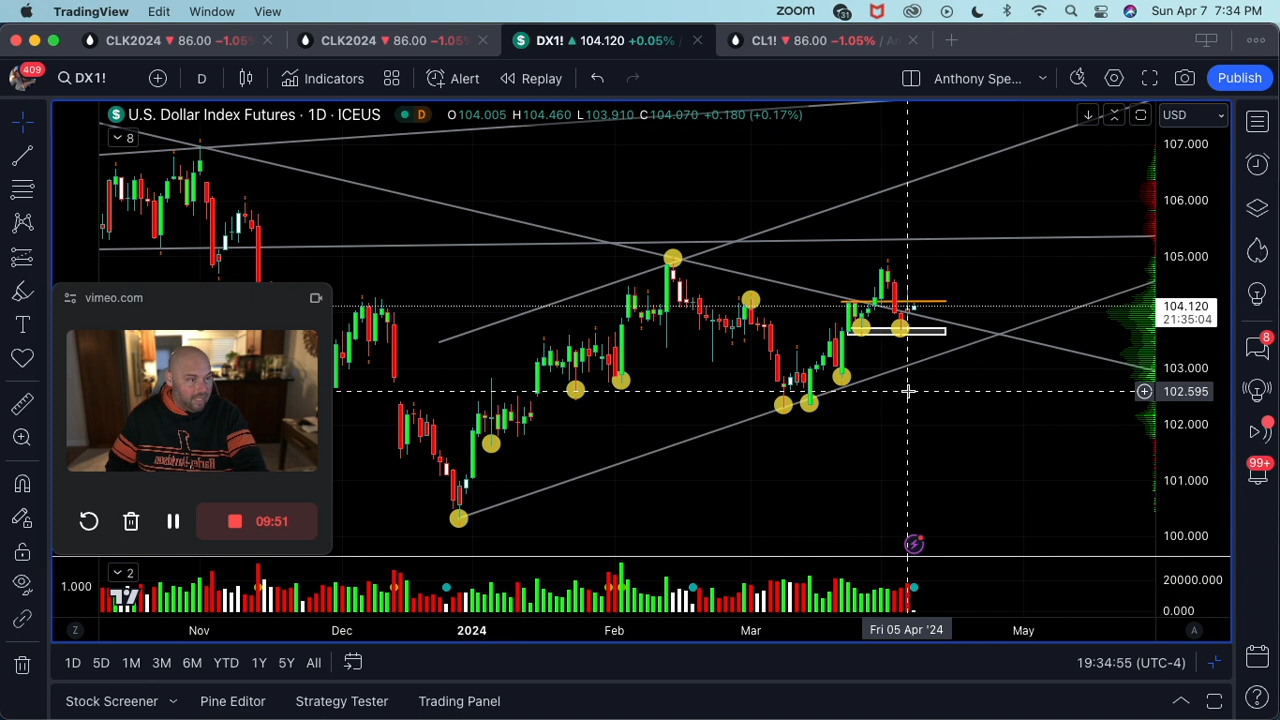 TradingView Edit Window View zoom 31 Sun Apr 7 7:34 PM
CLK2024 ▼ 86.00 −1.05% CLK2024 ▼ 86.00 −1.05% DX1! ▲ 104.120 +0.05% / CL1! ▼ 86.00 −1.05% / An
409 DX1! D Indicators Alert Replay Anthony Spe... Publish
U.S. Dollar Index Futures · 1D · ICEUS D O104.005 H104.460 L103.910 C104.070 +0.180 (+0.17%) USD
8
107.000
106.000
105.000
104.120
21:35:04
103.000
102.595
102.000
101.000
100.000
vimeo.com
09:51
8
99+
2
1.000
20000.000
0.000
Z Nov Dec 2024 Feb Mar Fri 05 Apr '24 May A
1D 5D 1M 3M 6M YTD 1Y 5Y All 19:34:55 (UTC-4)
Stock Screener Pine Editor Strategy Tester Trading Panel